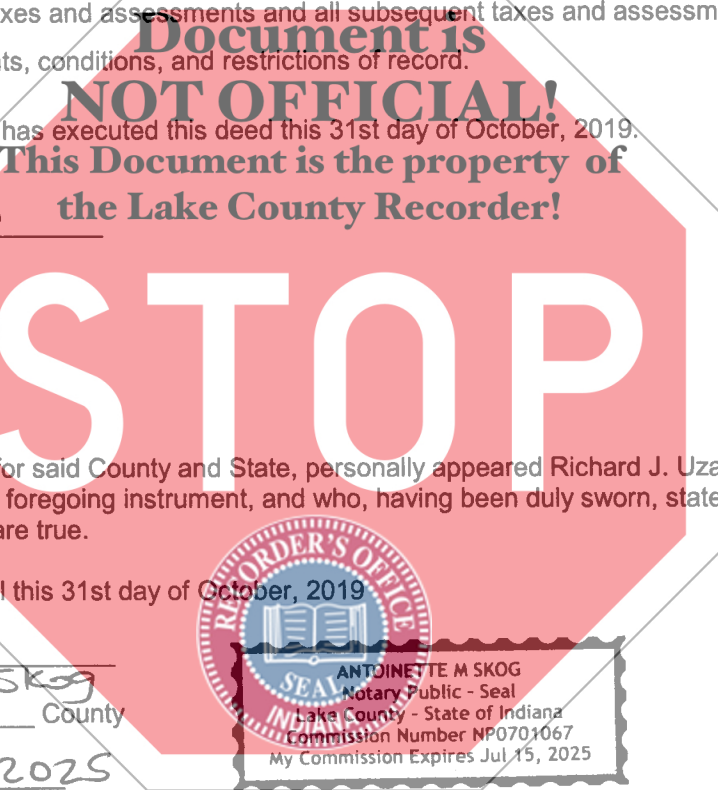 xes and assessments and all subsequent taxes and assessm
Document is
ts, conditions, and restrictions of record.
NOT OFFICIAL!
has executed this deed this 31st day of October, 2019.
This Document is the property of
the Lake County Recorder!
STOP
for said County and State, personally appeared Richard J. Uza
foregoing instrument, and who, having been duly sworn, state
are true.
l this 31st day of October, 2019
RECORDER'S OFFICE
SEAL
INDIANA
Skog
County
2025
ANTOINETTE M SKOG
Notary Public - Seal
Lake County - State of Indiana
Commission Number NP0701067
My Commission Expires Jul 15, 2025